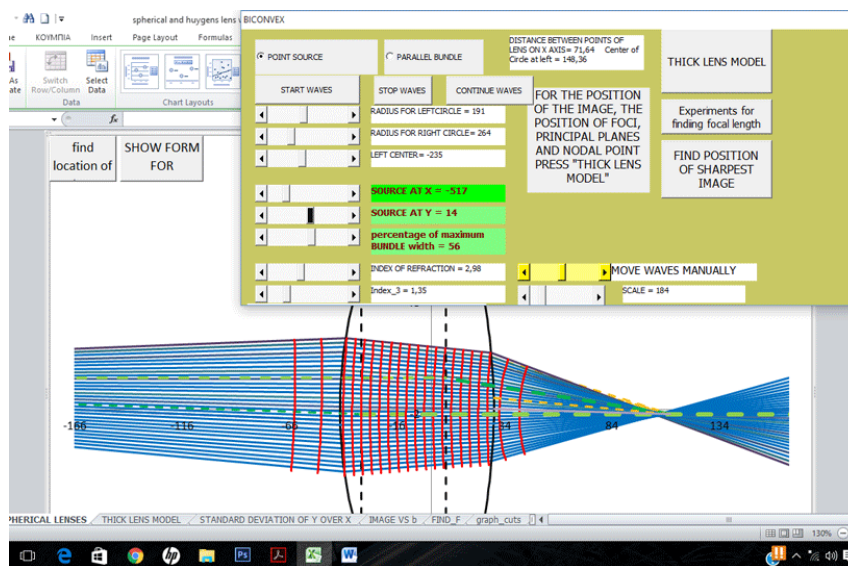 spherical and huygens lens
BICONVEX
me ΚΟΥΜΠΙΑ Insert Page Layout Formulas
As
ate
Switch
Row/Column
Select
Data
Data
Chart Layouts
fx
find
location of
SHOW FORM
FOR
POINT SOURCE
PARALLEL BUNDLE
DISTANCE BETWEEN POINTS OF
LENS ON X AXIS= 71,64 Center of
Circle at left = 148,36
THICK LENS MODEL
START WAVES
STOP WAVES
CONTINUE WAVES
RADIUS FOR LEFTCIRCLE = 191
RADIUS FOR RIGHT CIRCLE= 264
LEFT CENTER= -235
SOURCE AT X = -517
SOURCE AT Y = 14
percentage of maximum
BUNDLE width = 56
INDEX OF REFRACTION = 2,98
Index_3 = 1,35
FOR THE POSITION
OF THE IMAGE, THE
POSITION OF FOCI,
PRINCIPAL PLANES
AND NODAL POINT
PRESS "THICK LENS
MODEL"
Experiments for
finding focal length
FIND POSITION
OF SHARPEST
IMAGE
MOVE WAVES MANUALLY
SCALE = 184
-166 -116 -66 -16 34 84 134
-2
PHERICAL LENSES THICK LENS MODEL STANDARD DEVIATION OF Y OVER X IMAGE VS b FIND_F graph_cuts
130%